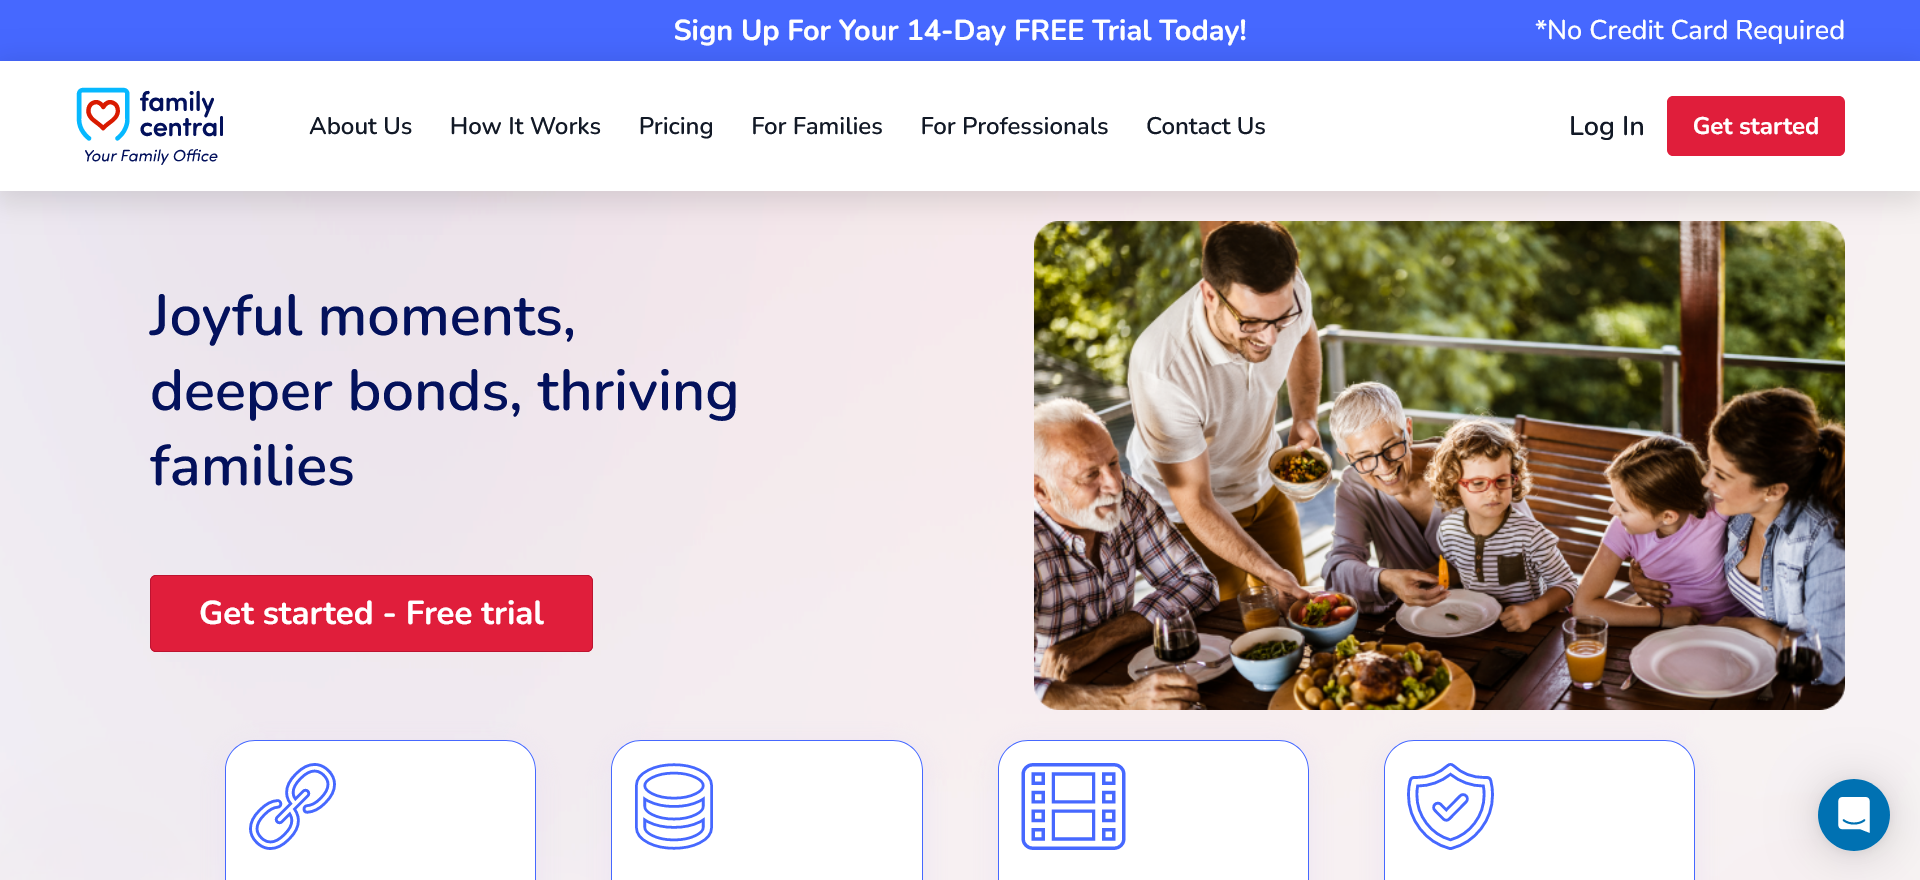 Sign Up For Your 14-Day FREE Trial Today!
*No Credit Card Required
family
central
Your Family Office
About Us
How It Works
Pricing
For Families
For Professionals
Contact Us
Log In
Get started
Joyful moments,
deeper bonds, thriving
families
Get started - Free trial